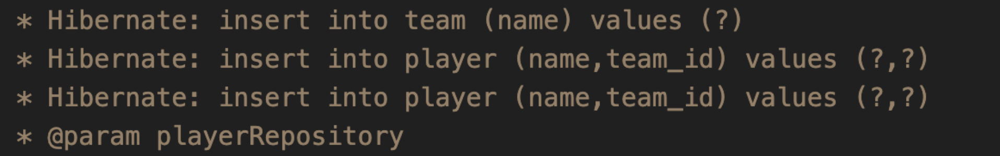 * Hibernate: insert into team (name) values (?)
* Hibernate: insert into player (name,team_id) values (?,?)
* Hibernate: insert into player (name,team_id) values (?,?)
* @param playerRepository